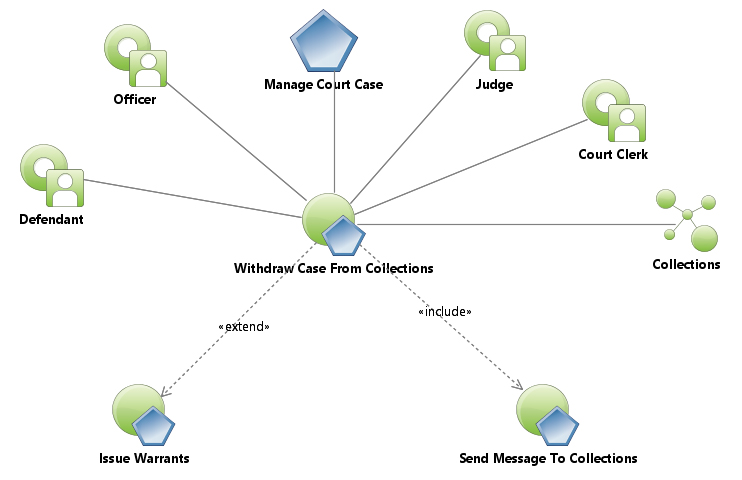 Manage Court Case
Judge
Officer
Court Clerk
Defendant
Collections
Withdraw Case From Collections
«include»
«extend»
Issue Warrants
Send Message To Collections